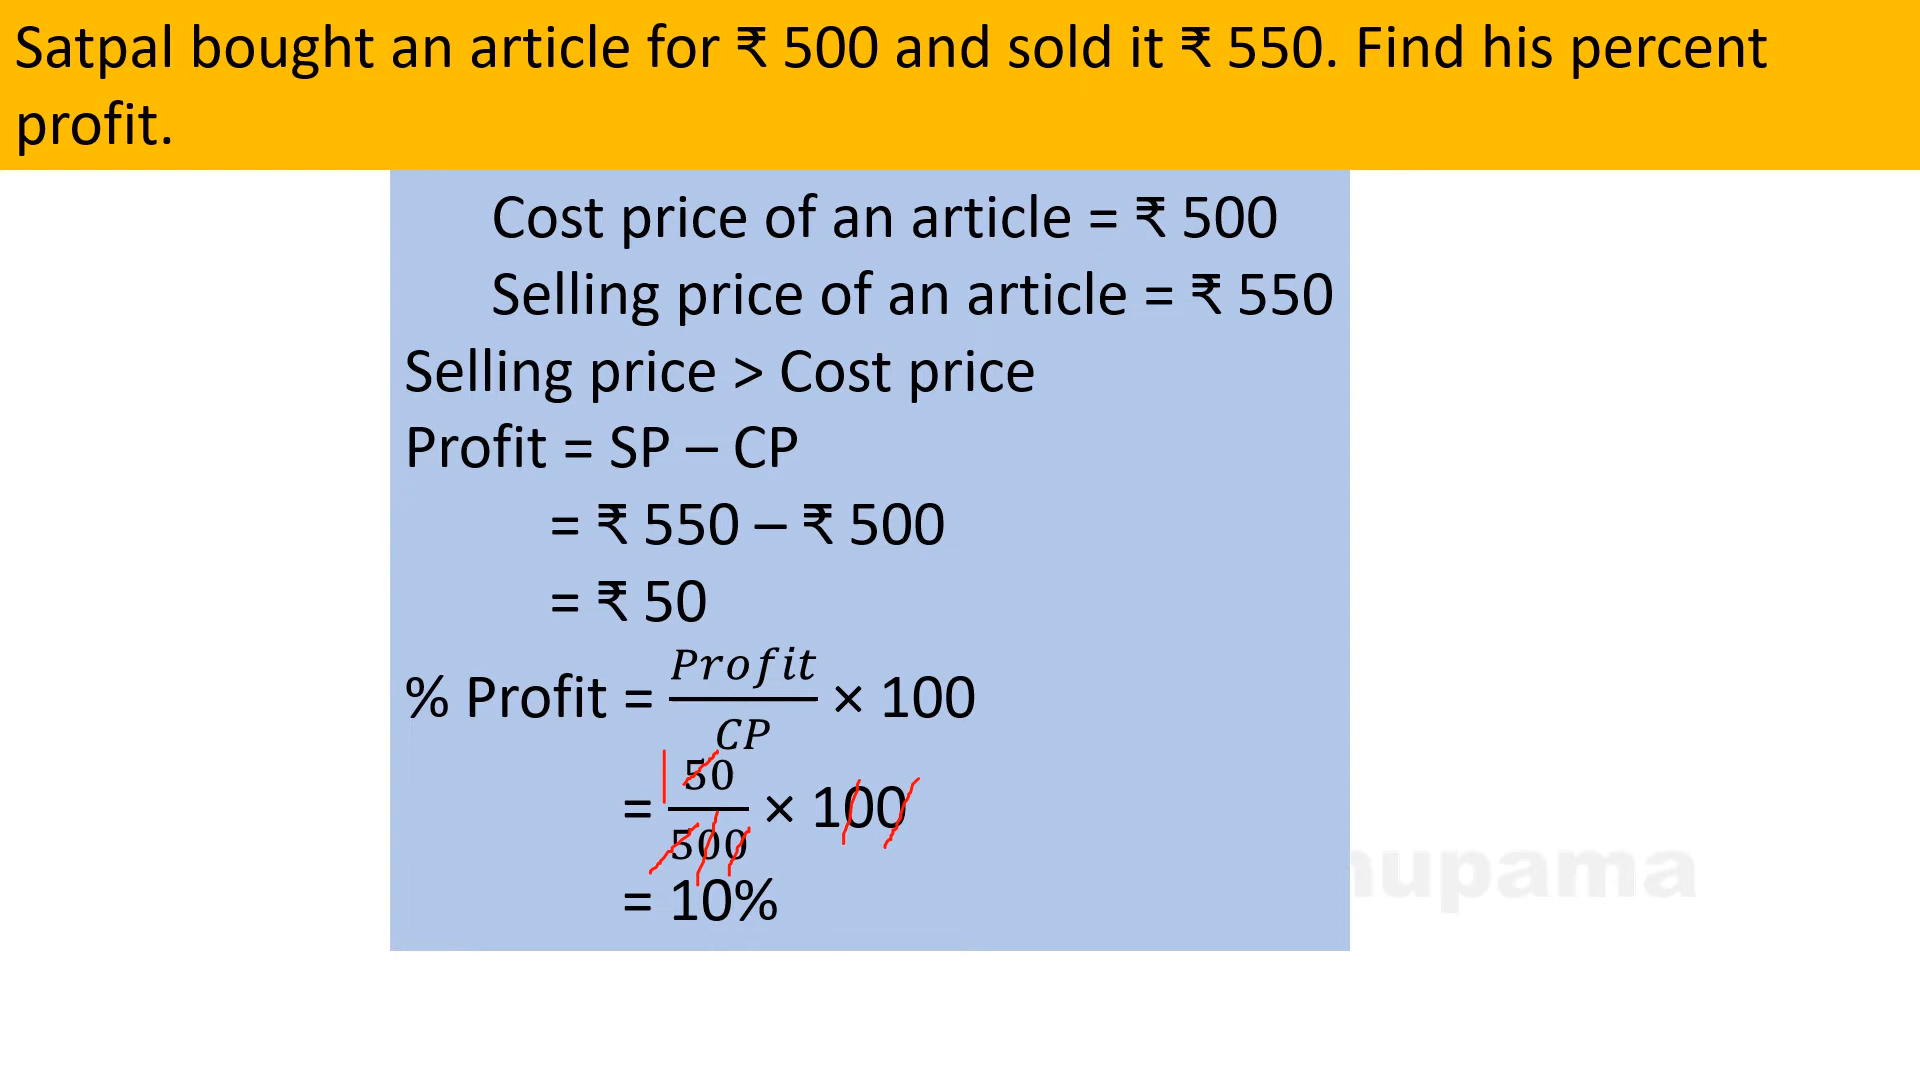 Satpal bought an article for ₹ 500 and sold it ₹ 550. Find his percent
profit.
Cost price of an article = ₹ 500
Selling price of an article = ₹ 550
Selling price > Cost price
Profit = SP – CP
= ₹ 550 – ₹ 500
= ₹ 50
% Profit = Profit/CP × 100
= 50/500 × 100
= 10%